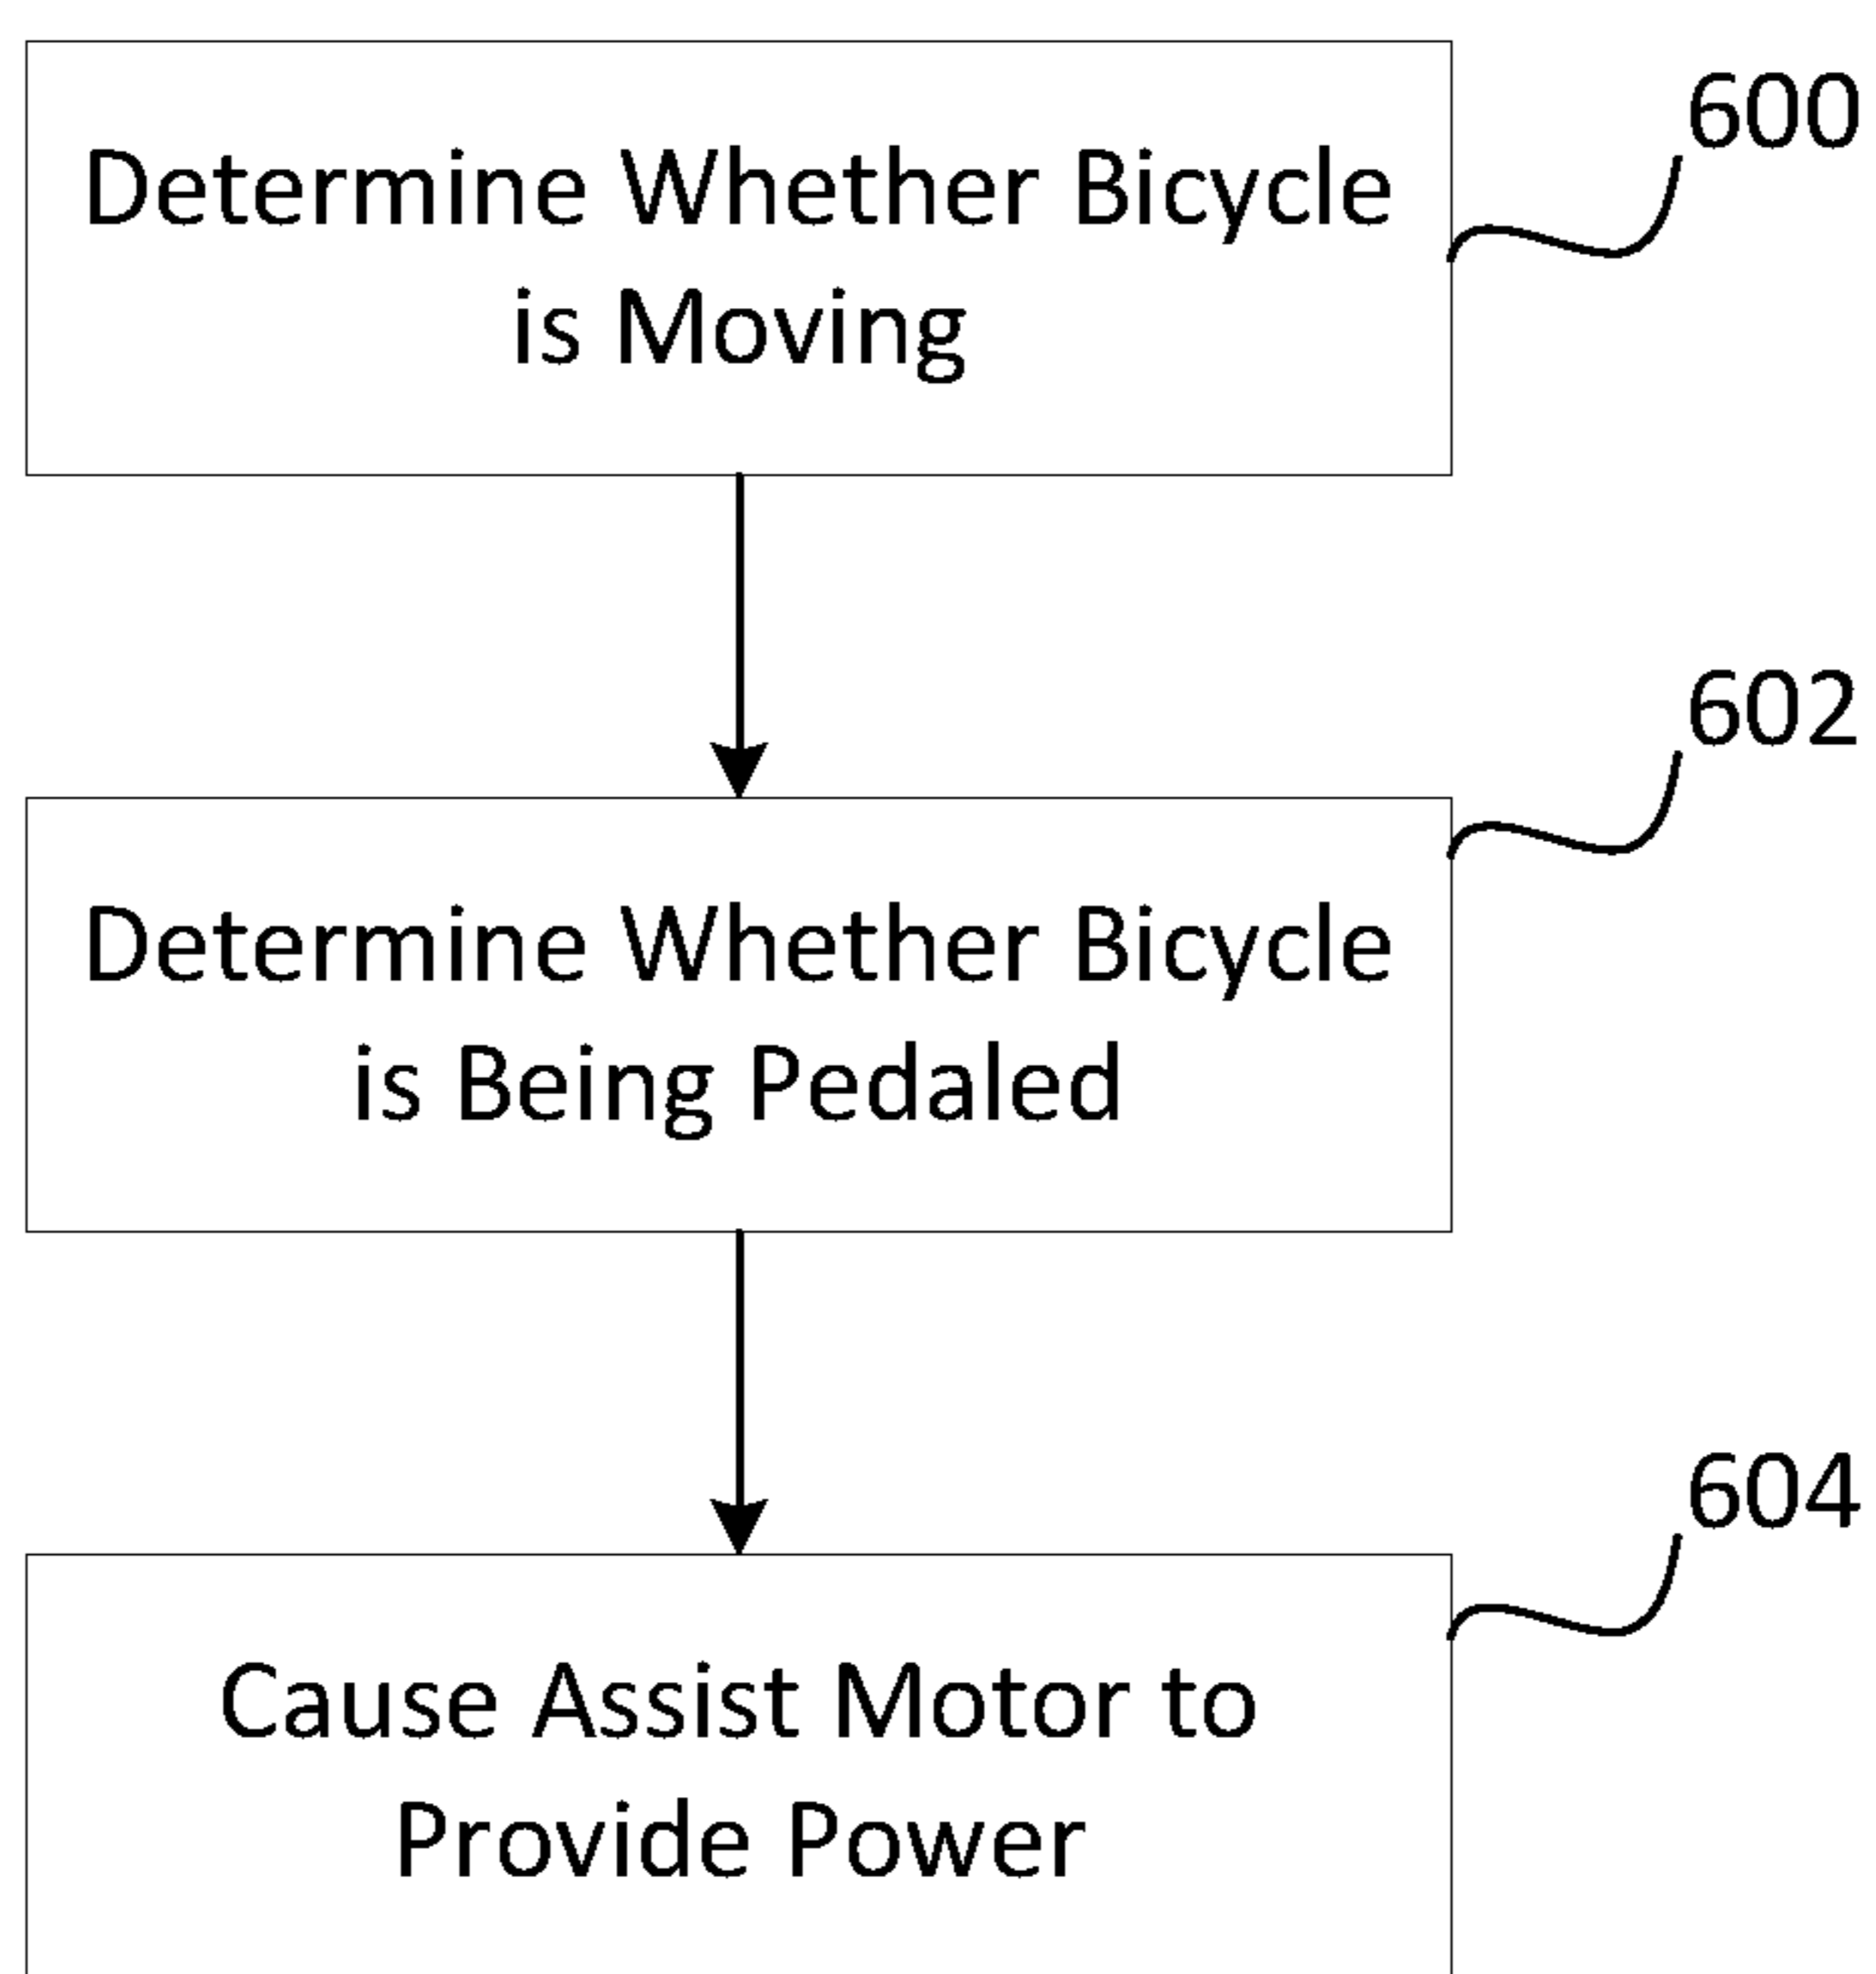 600
Determine Whether Bicycle
is Moving
602
Determine Whether Bicycle
is Being Pedaled
604
Cause Assist Motor to
Provide Power